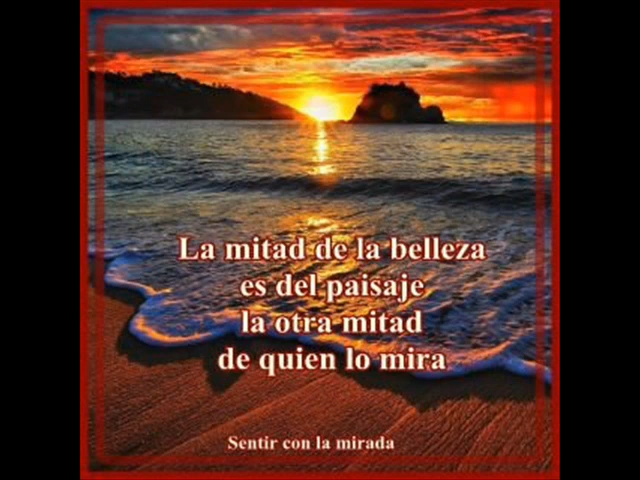 La mitad de la belleza
es del paisaje
la otra mitad
de quien lo mira
Sentir con la mirada